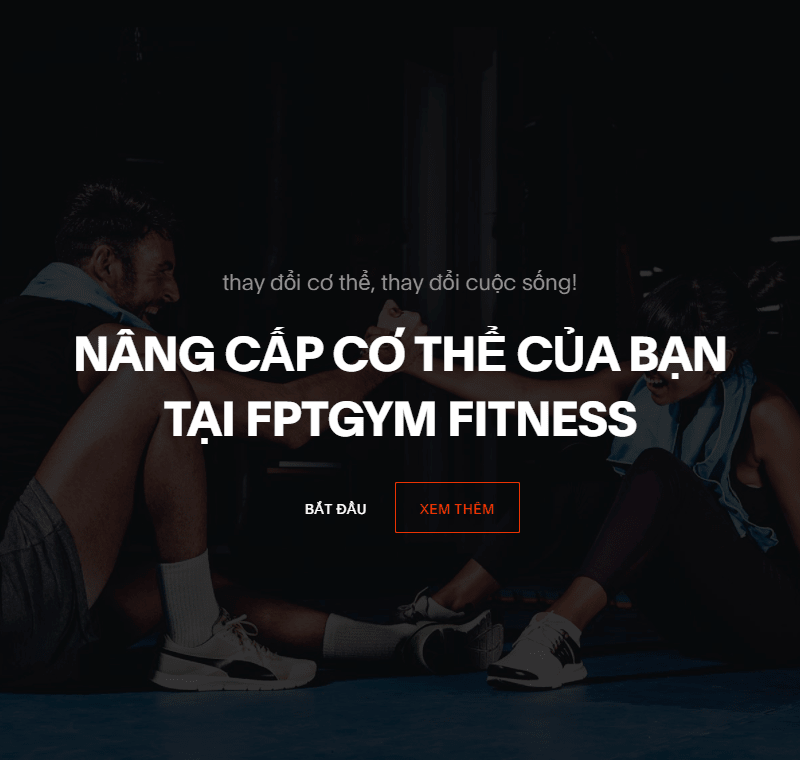 thay đổi cơ thể, thay đổi cuộc sống!
NÂNG CẤP CƠ THỂ CỦA BẠN
TẠI FPTGYM FITNESS
BẮT ĐẦU
XEM THÊM